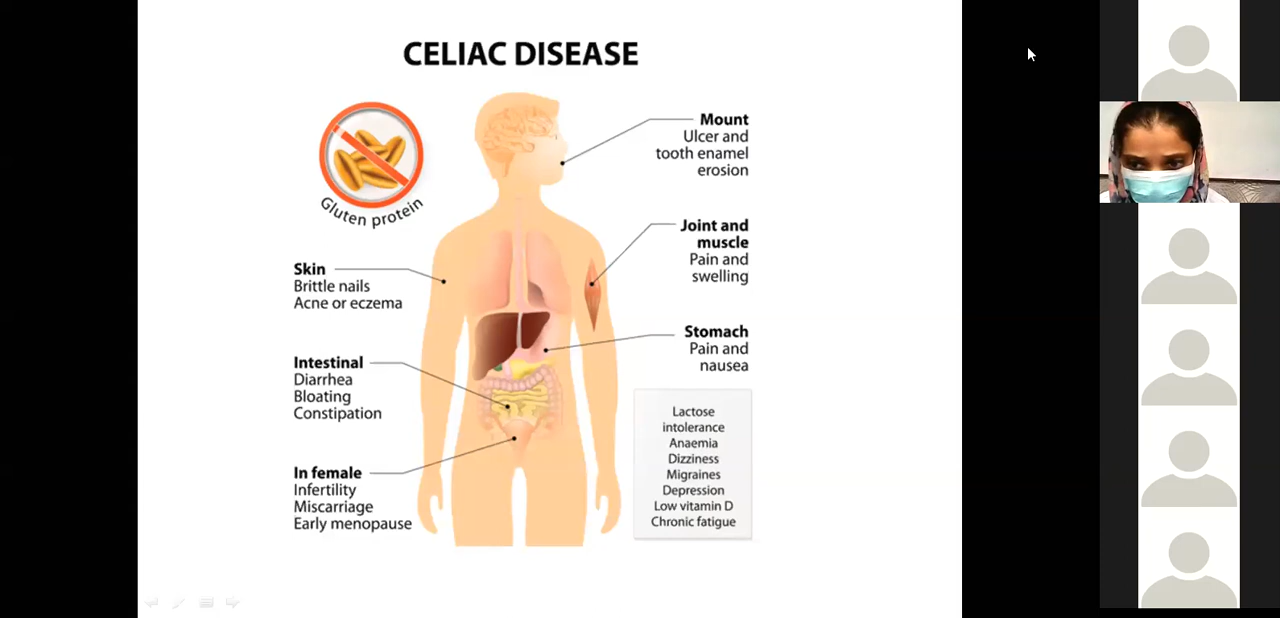 CELIAC DISEASE
Gluten protein
Mount
Ulcer and
tooth enamel
erosion
Joint and
muscle
Pain and
swelling
Skin
Brittle nails
Acne or eczema
Stomach
Pain and
nausea
Intestinal
Diarrhea
Bloating
Constipation
In female
Infertility
Miscarriage
Early menopause
Lactose
intolerance
Anaemia
Dizziness
Migraines
Depression
Low vitamin D
Chronic fatigue